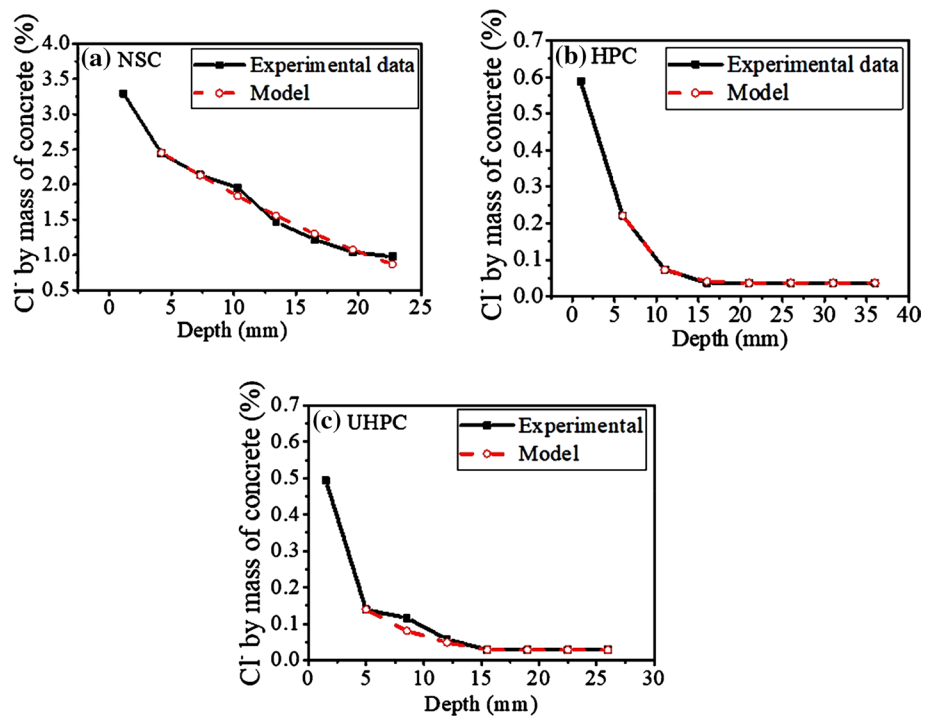 (a) NSC
Experimental data
Model
Cl⁻ by mass of concrete (%)
4.0
3.5
3.0
2.5
2.0
1.5
1.0
0.5
0 5 10 15 20 25
Depth (mm)
(b) HPC
Experimental data
Model
Cl⁻ by mass of concrete (%)
0.7
0.6
0.5
0.4
0.3
0.2
0.1
0.0
0 5 10 15 20 25 30 35 40
Depth (mm)
(c) UHPC
Experimental
Model
Cl⁻ by mass of concrete (%)
0.7
0.6
0.5
0.4
0.3
0.2
0.1
0.0
0 5 10 15 20 25 30
Depth (mm)